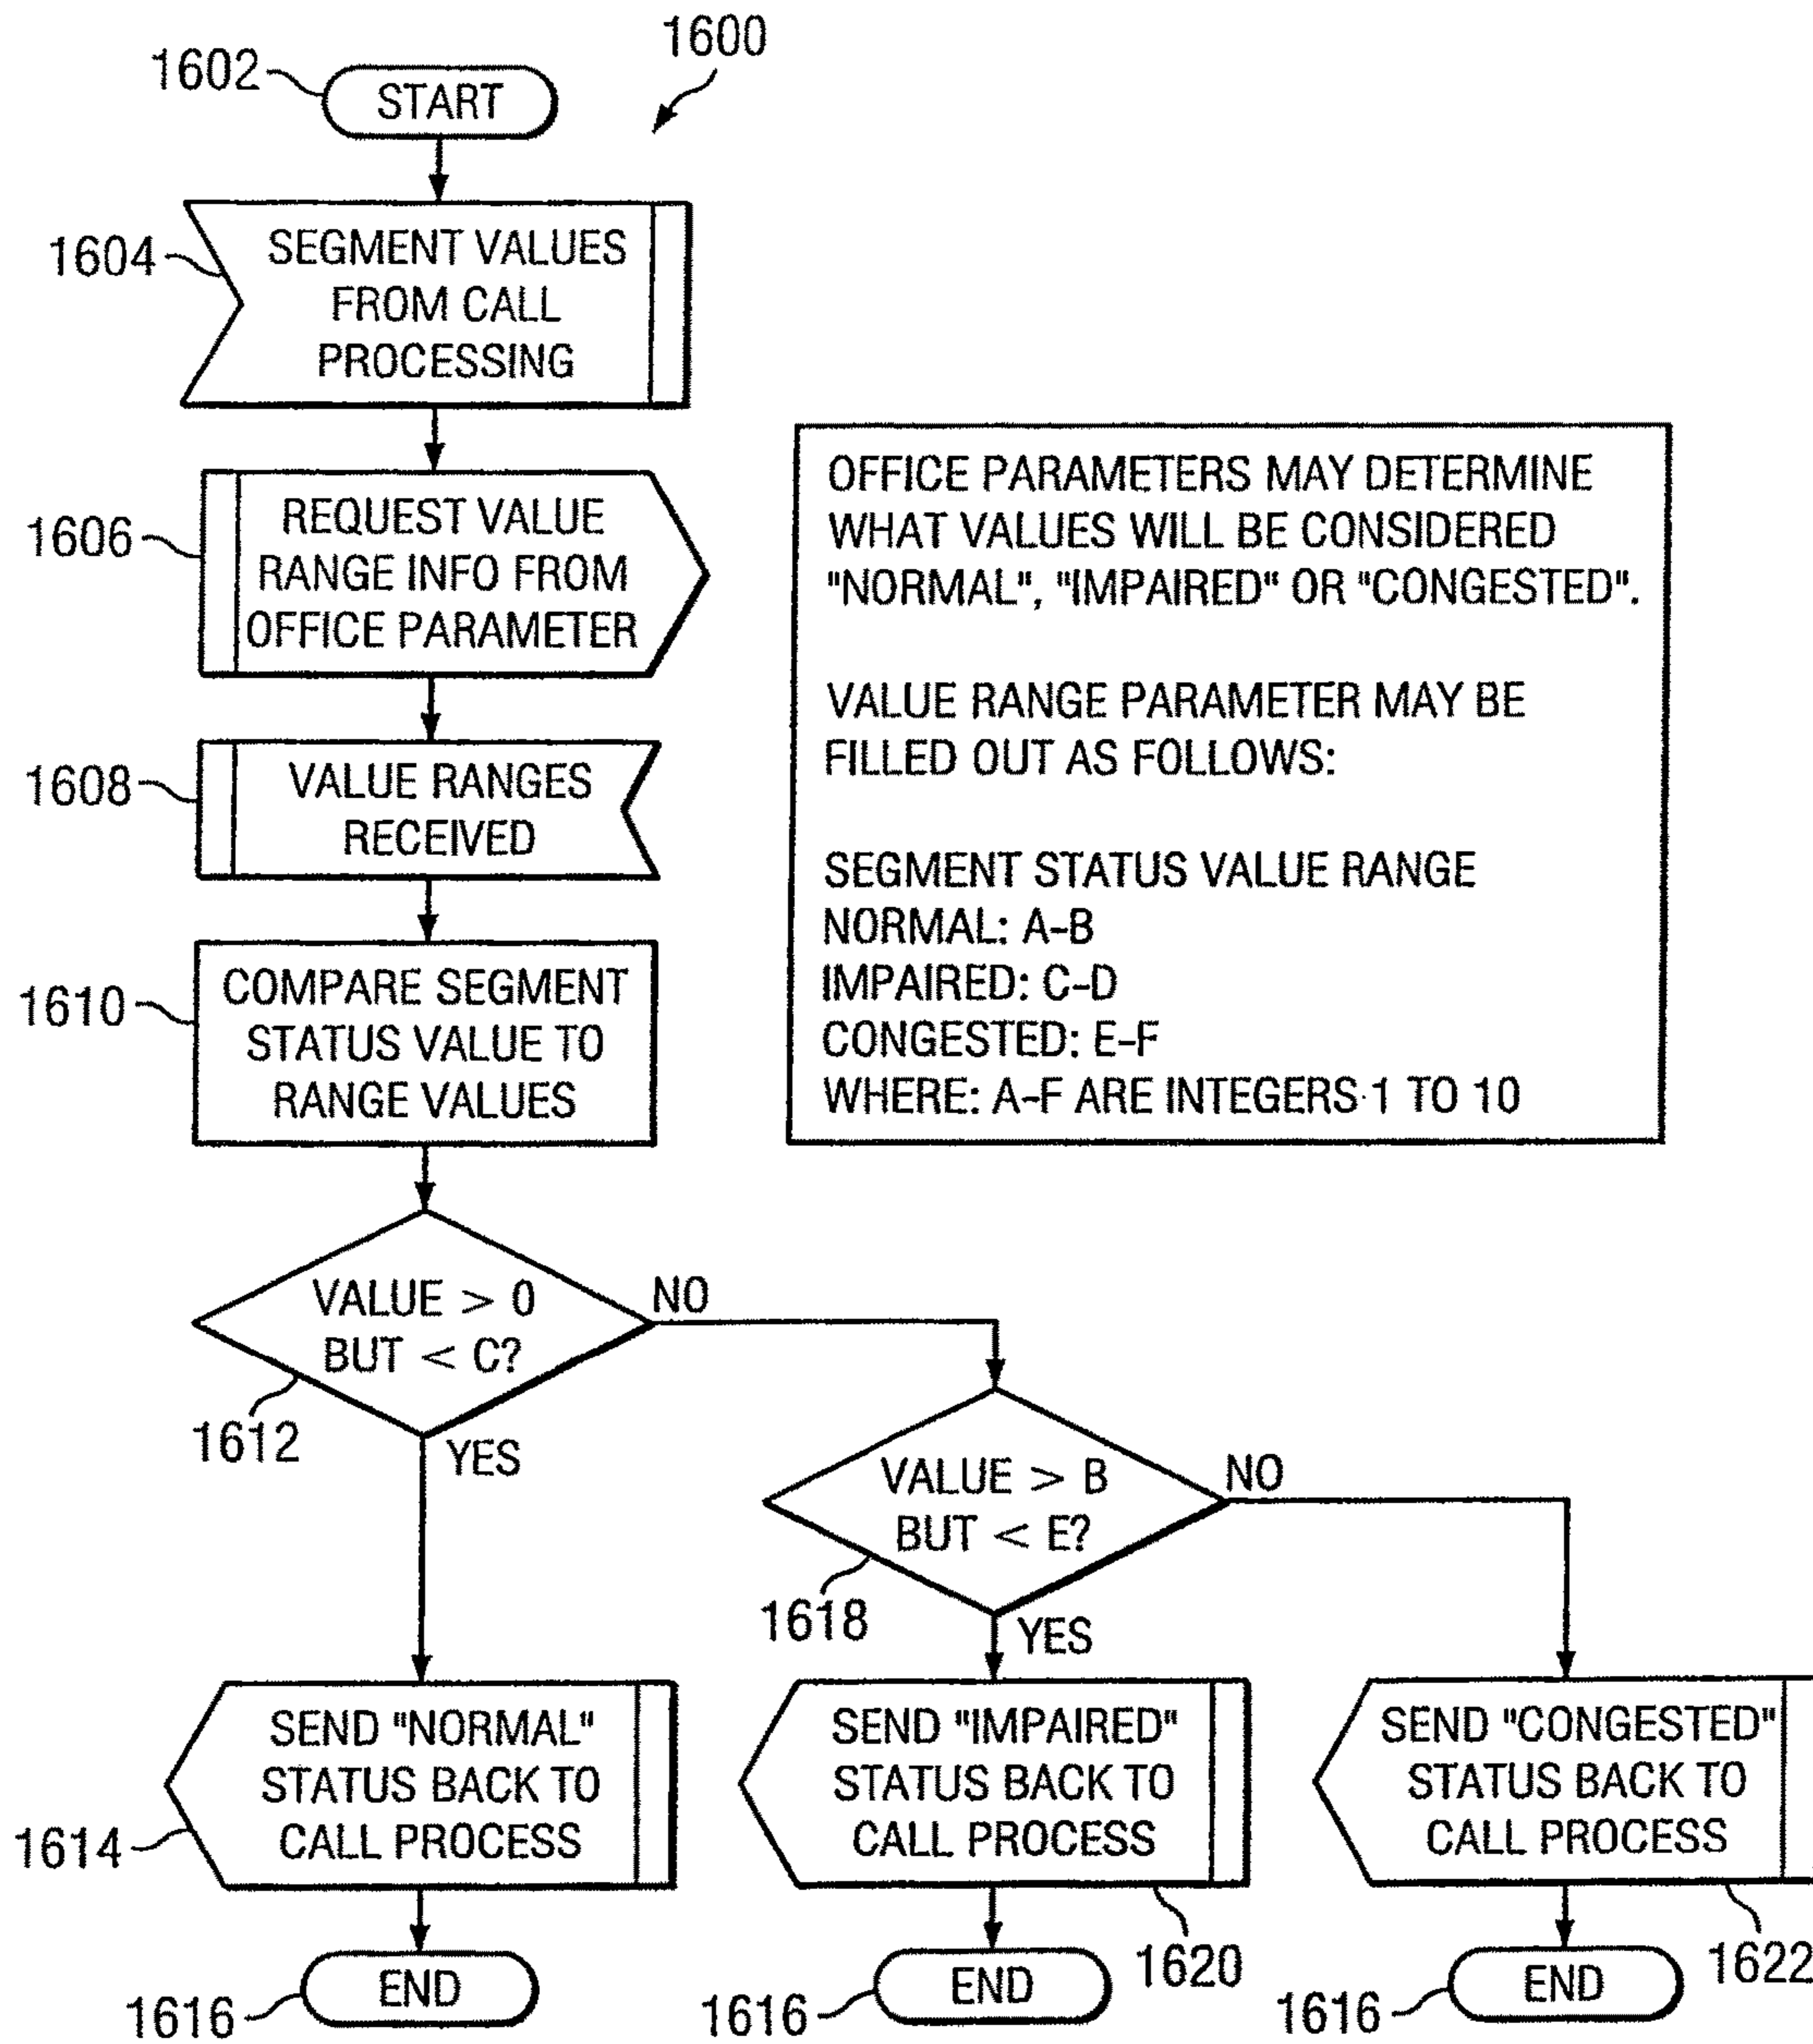 1600
1602
START
1604
SEGMENT VALUES
FROM CALL
PROCESSING
1606
REQUEST VALUE
RANGE INFO FROM
OFFICE PARAMETER
1608
VALUE RANGES
RECEIVED
1610
COMPARE SEGMENT
STATUS VALUE TO
RANGE VALUES
OFFICE PARAMETERS MAY DETERMINE
WHAT VALUES WILL BE CONSIDERED
"NORMAL", "IMPAIRED" OR "CONGESTED".
VALUE RANGE PARAMETER MAY BE
FILLED OUT AS FOLLOWS:
SEGMENT STATUS VALUE RANGE
NORMAL: A-B
IMPAIRED: C-D
CONGESTED: E-F
WHERE: A-F ARE INTEGERS 1 TO 10
VALUE > 0
BUT < C?
NO
1612
YES
VALUE > B
BUT < E?
NO
1618
YES
SEND "NORMAL"
STATUS BACK TO
CALL PROCESS
1614
SEND "IMPAIRED"
STATUS BACK TO
CALL PROCESS
1620
SEND "CONGESTED"
STATUS BACK TO
CALL PROCESS
1622
END
1616
END
1616
END
1616